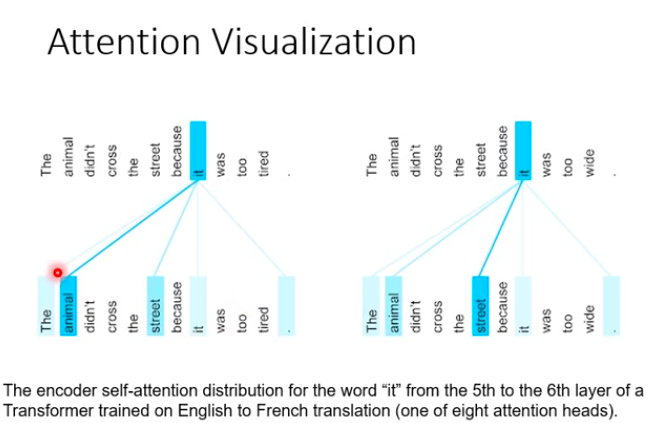 Attention Visualization
The animal didn't cross the street because it was too tired .
The animal didn't cross the street because it was too wide .
The animal didn't cross the street because it was too tired .
The animal didn't cross the street because it was too wide .
The encoder self-attention distribution for the word “it” from the 5th to the 6th layer of a
Transformer trained on English to French translation (one of eight attention heads).